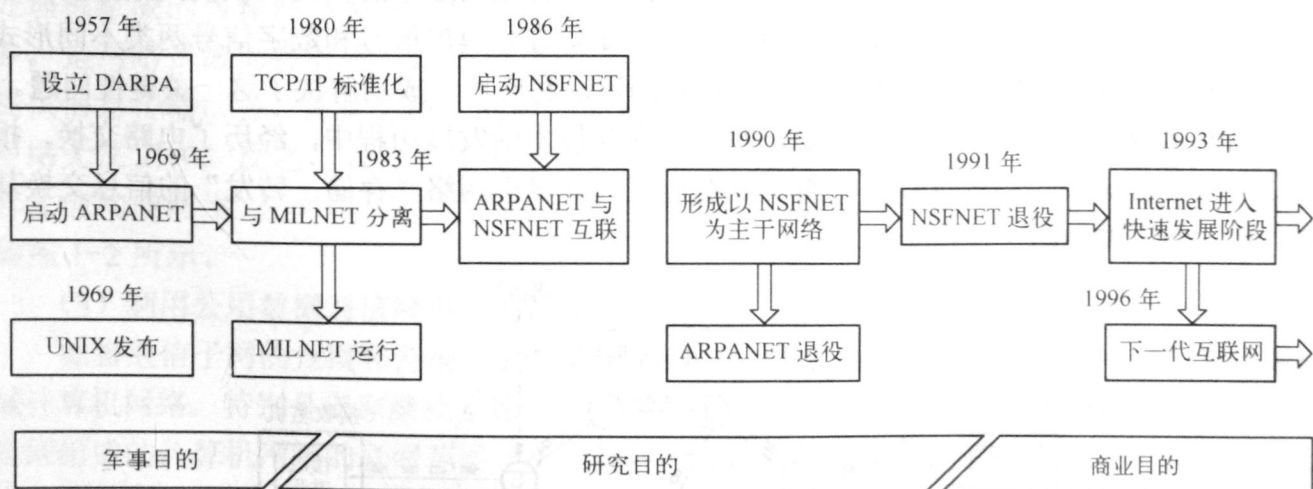 1957 年
1980 年
1986 年
设立 DARPA
TCP/IP 标准化
启动 NSFNET
1969 年
1983 年
1990 年
1991 年
1993 年
启动 ARPANET
与 MILNET 分离
ARPANET 与
NSFNET 互联
形成以 NSFNET
为主干网络
NSFNET 退役
Internet 进入
快速发展阶段
1969 年
1996 年
UNIX 发布
MILNET 运行
ARPANET 退役
下一代互联网
军事目的
研究目的
商业目的